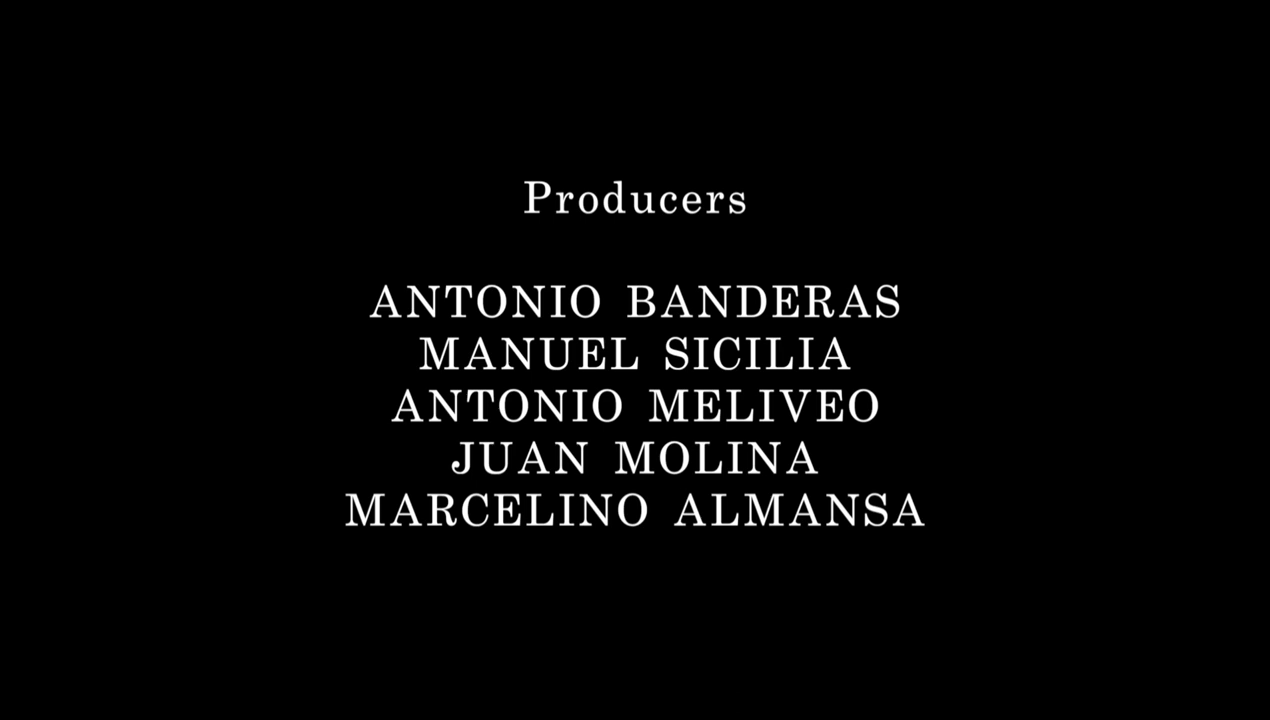 Producers
ANTONIO BANDERAS
MANUEL SICILIA
ANTONIO MELIVEO
JUAN MOLINA
MARCELINO ALMANSA